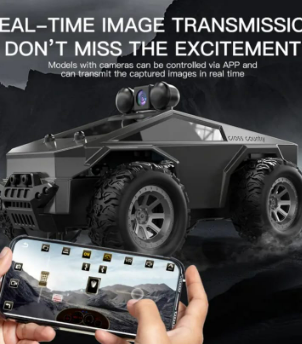 EAL-TIME IMAGE TRANSMISSIO
DON'T MISS THE EXCITEMENT
Models with cameras can be controlled via APP and
can transmit the captured images in real time